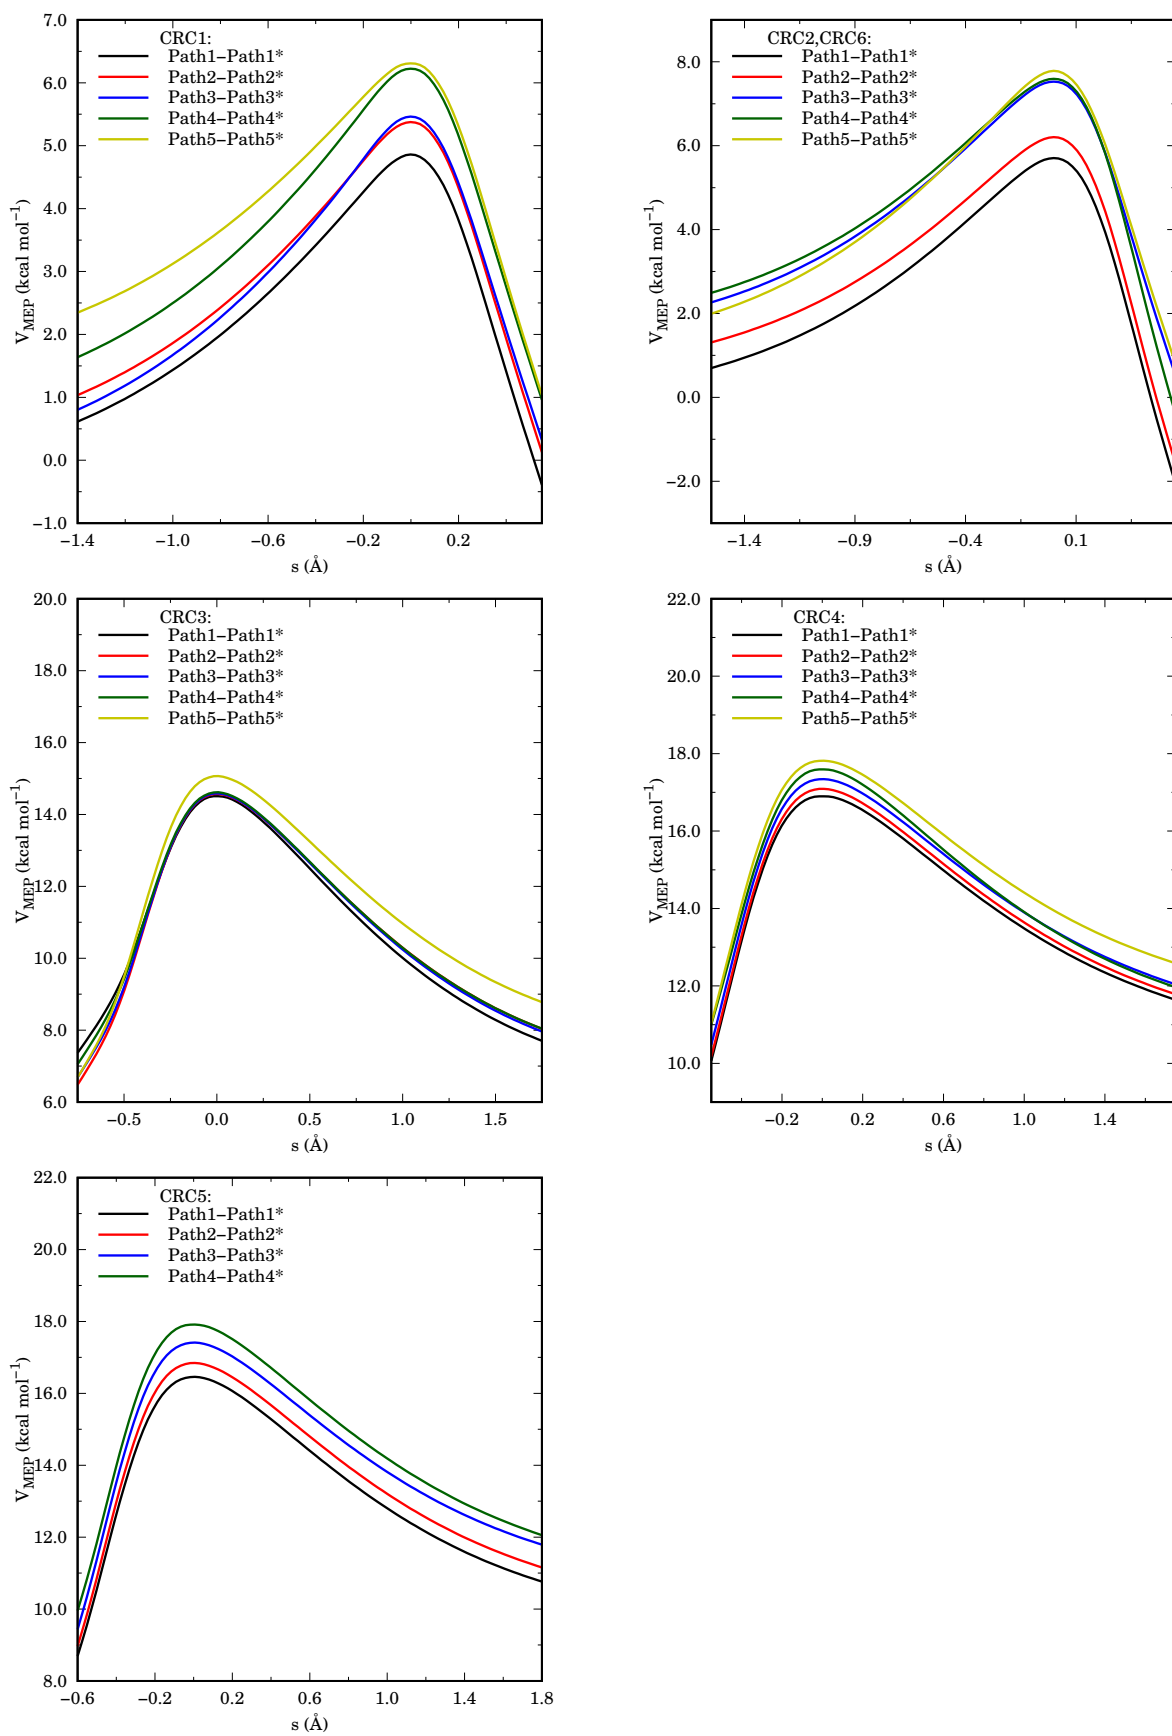 CRC1:
Path1−Path1*
Path2−Path2*
Path3−Path3*
Path4−Path4*
Path5−Path5*
7.0
6.0
5.0
4.0
3.0
2.0
1.0
0.0
−1.0
V_MEP (kcal mol⁻¹)
−1.4 −1.0 −0.6 −0.2 0.2
s (Å)
CRC2,CRC6:
Path1−Path1*
Path2−Path2*
Path3−Path3*
Path4−Path4*
Path5−Path5*
8.0
6.0
4.0
2.0
0.0
−2.0
V_MEP (kcal mol⁻¹)
−1.4 −0.9 −0.4 0.1
s (Å)
CRC3:
Path1−Path1*
Path2−Path2*
Path3−Path3*
Path4−Path4*
Path5−Path5*
20.0
18.0
16.0
14.0
12.0
10.0
8.0
6.0
V_MEP (kcal mol⁻¹)
−0.5 0.0 0.5 1.0 1.5
s (Å)
CRC4:
Path1−Path1*
Path2−Path2*
Path3−Path3*
Path4−Path4*
Path5−Path5*
22.0
20.0
18.0
16.0
14.0
12.0
10.0
V_MEP (kcal mol⁻¹)
−0.2 0.2 0.6 1.0 1.4
s (Å)
CRC5:
Path1−Path1*
Path2−Path2*
Path3−Path3*
Path4−Path4*
22.0
20.0
18.0
16.0
14.0
12.0
10.0
8.0
V_MEP (kcal mol⁻¹)
−0.6 −0.2 0.2 0.6 1.0 1.4 1.8
s (Å)